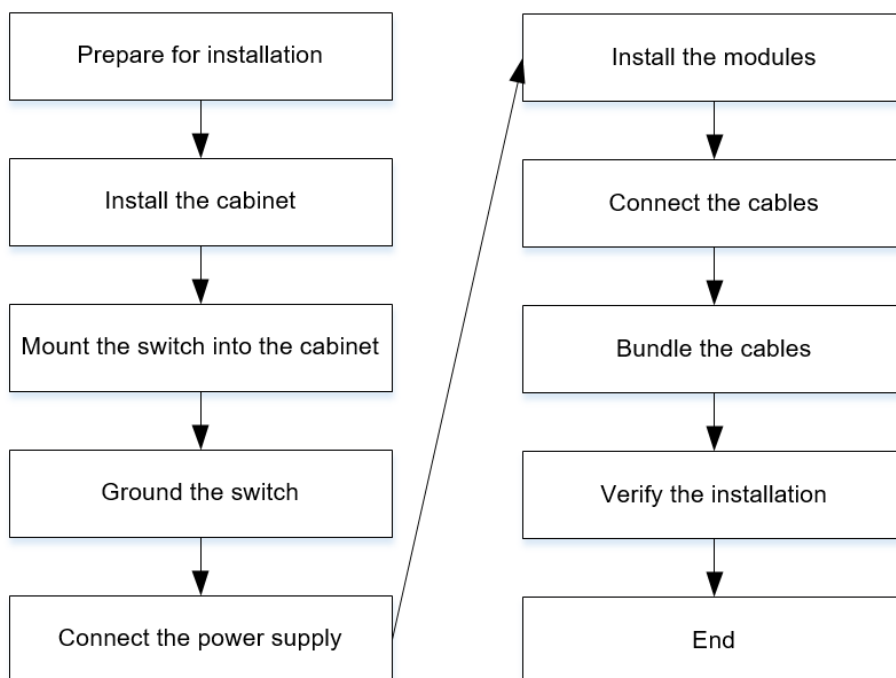 Prepare for installation
Install the cabinet
Mount the switch into the cabinet
Ground the switch
Connect the power supply
Install the modules
Connect the cables
Bundle the cables
Verify the installation
End